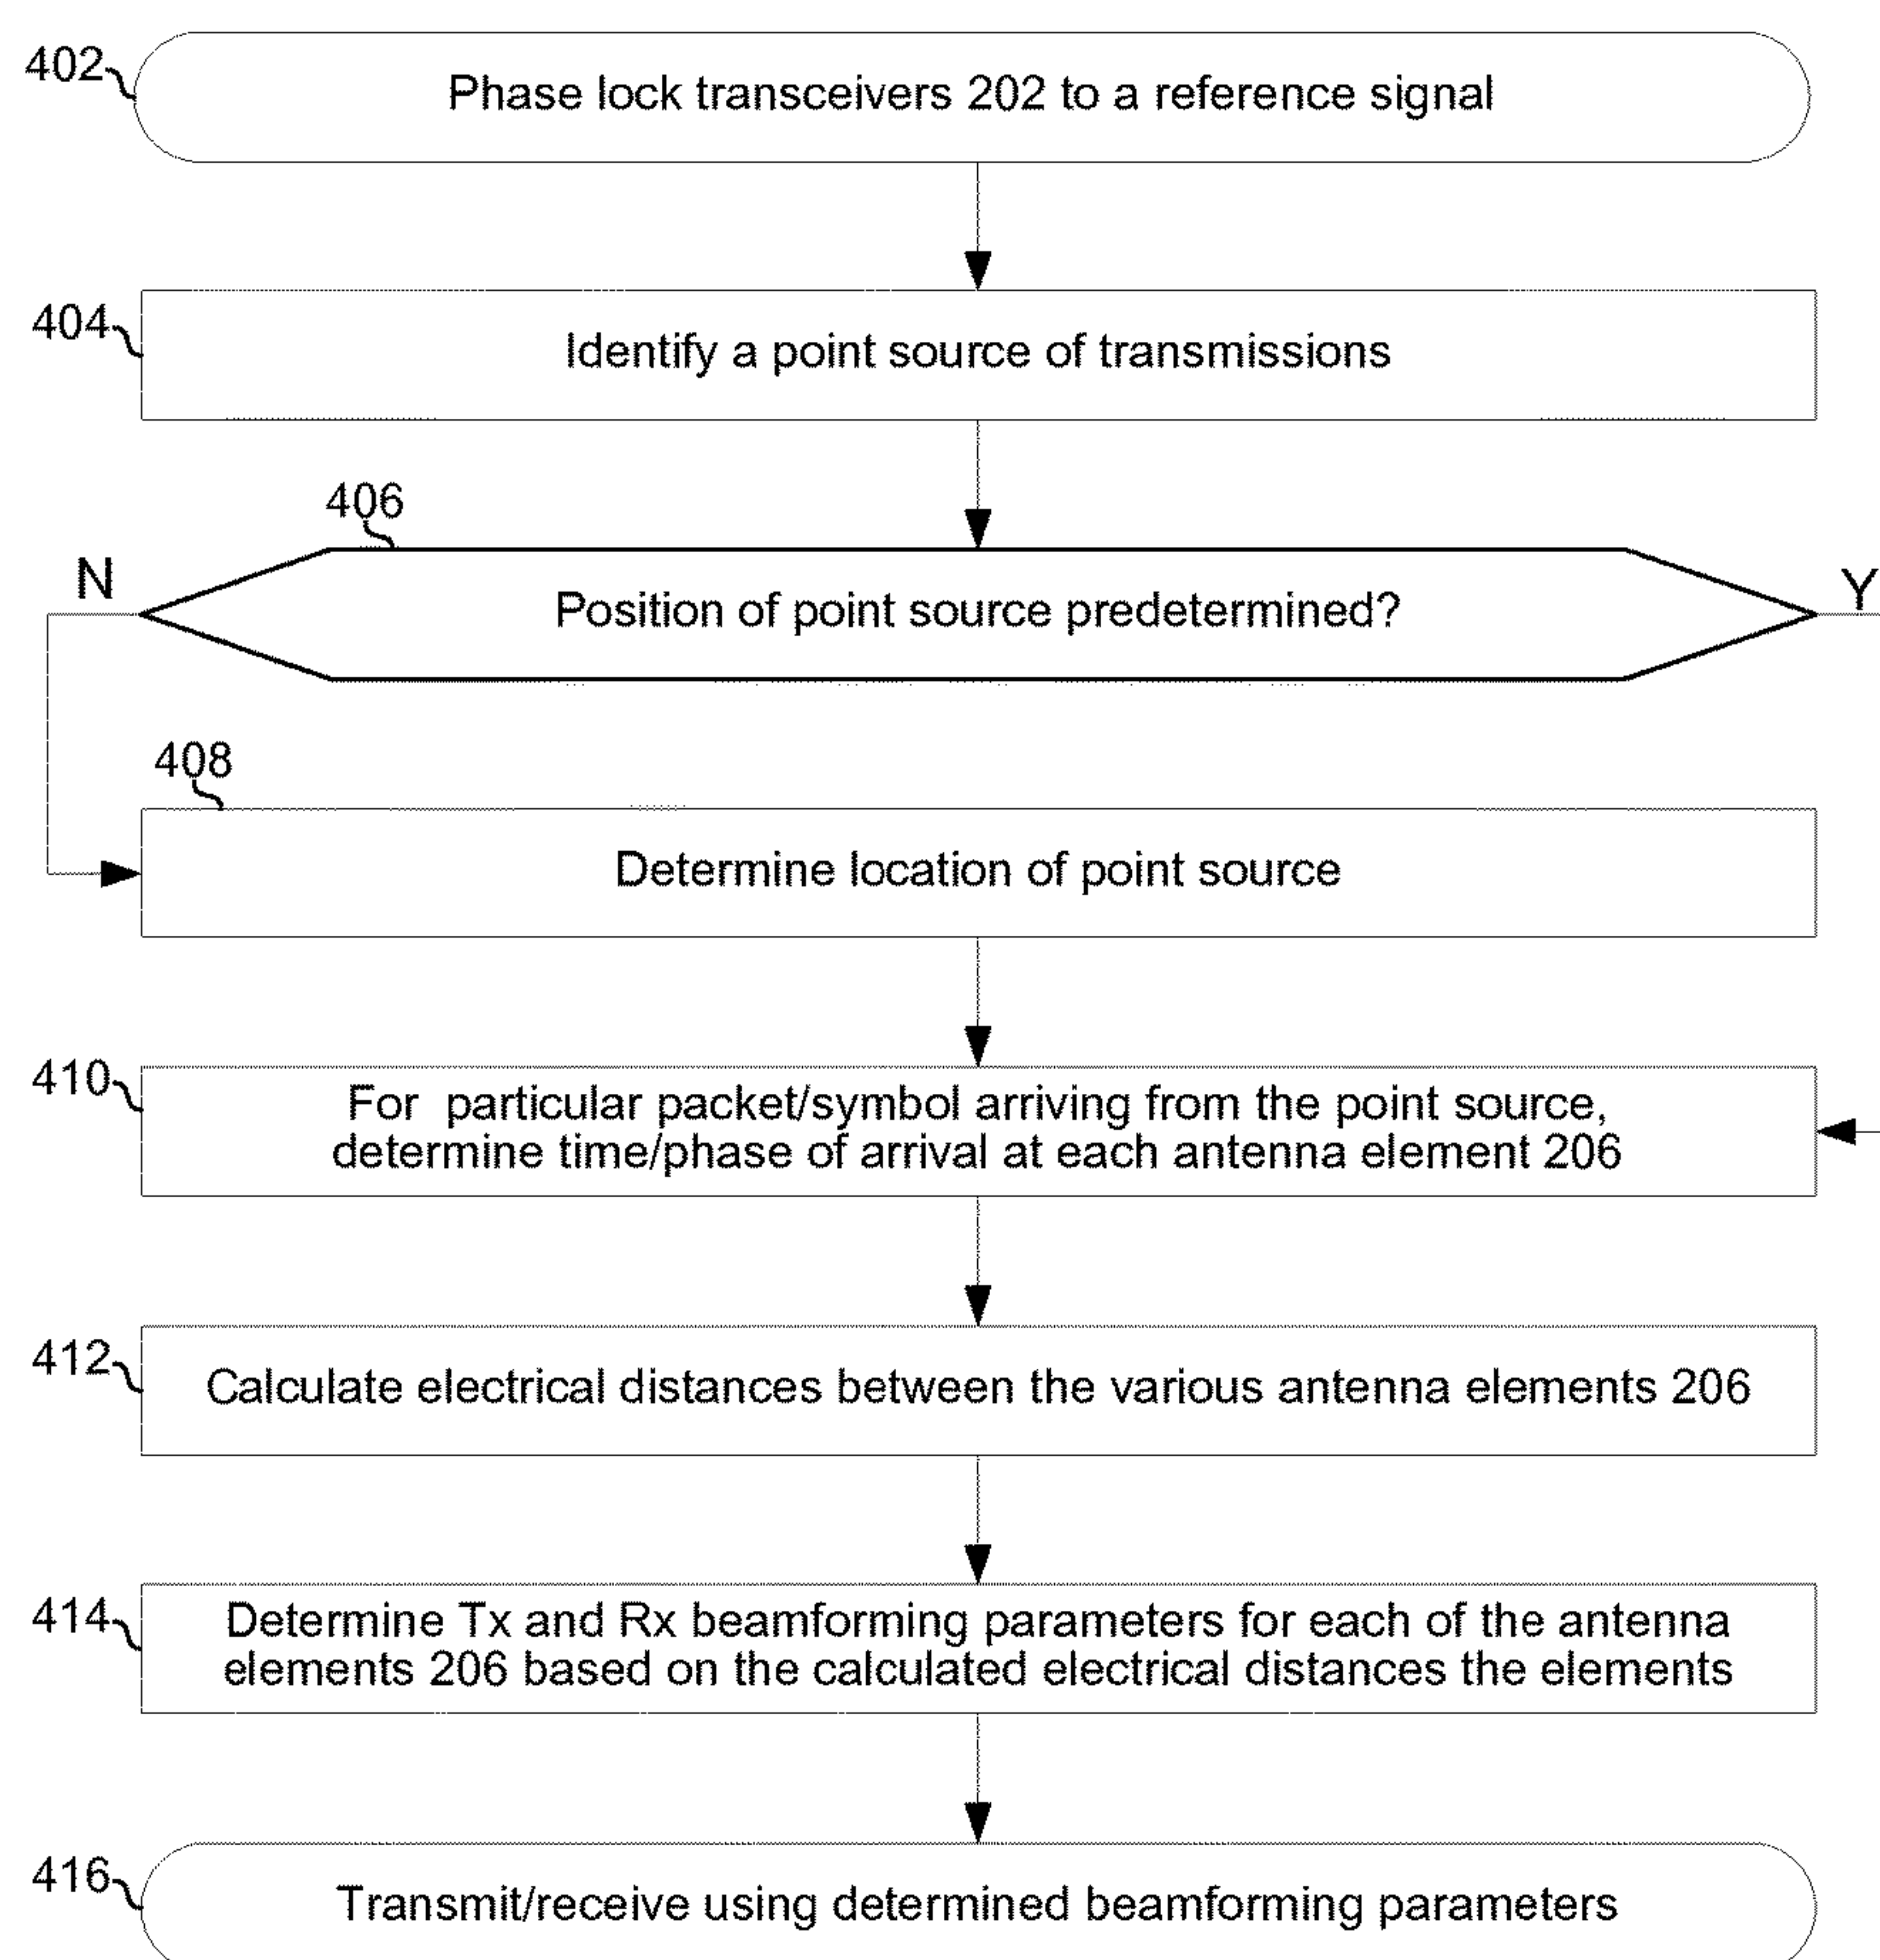 402
Phase lock transceivers 202 to a reference signal
404
Identify a point source of transmissions
406
N
Position of point source predetermined?
Y
408
Determine location of point source
410
For particular packet/symbol arriving from the point source,
determine time/phase of arrival at each antenna element 206
412
Calculate electrical distances between the various antenna elements 206
414
Determine Tx and Rx beamforming parameters for each of the antenna
elements 206 based on the calculated electrical distances the elements
416
Transmit/receive using determined beamforming parameters